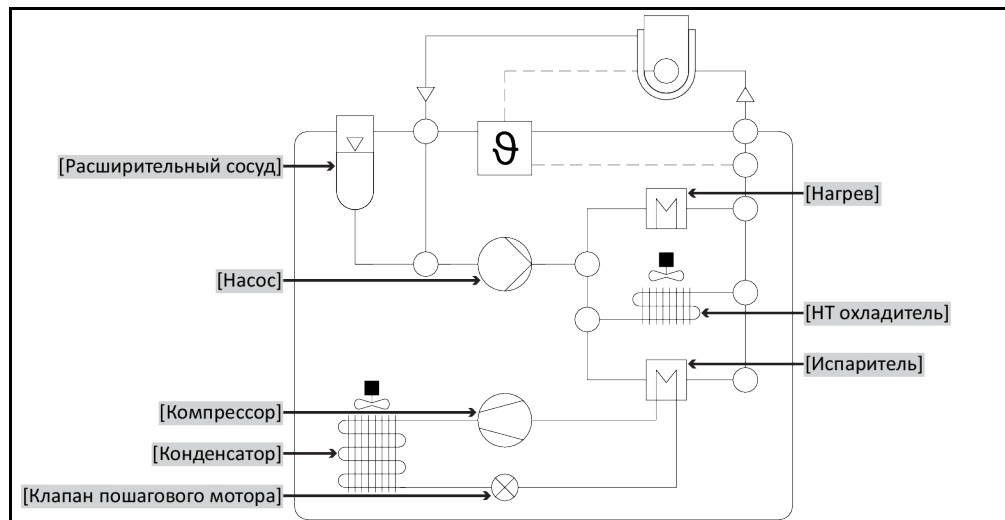 [Расширительный сосуд]
[Нагрев]
[Насос]
[НТ охладитель]
[Испаритель]
[Компрессор]
[Конденсатор]
[Клапан пошагового мотора]
ϑ